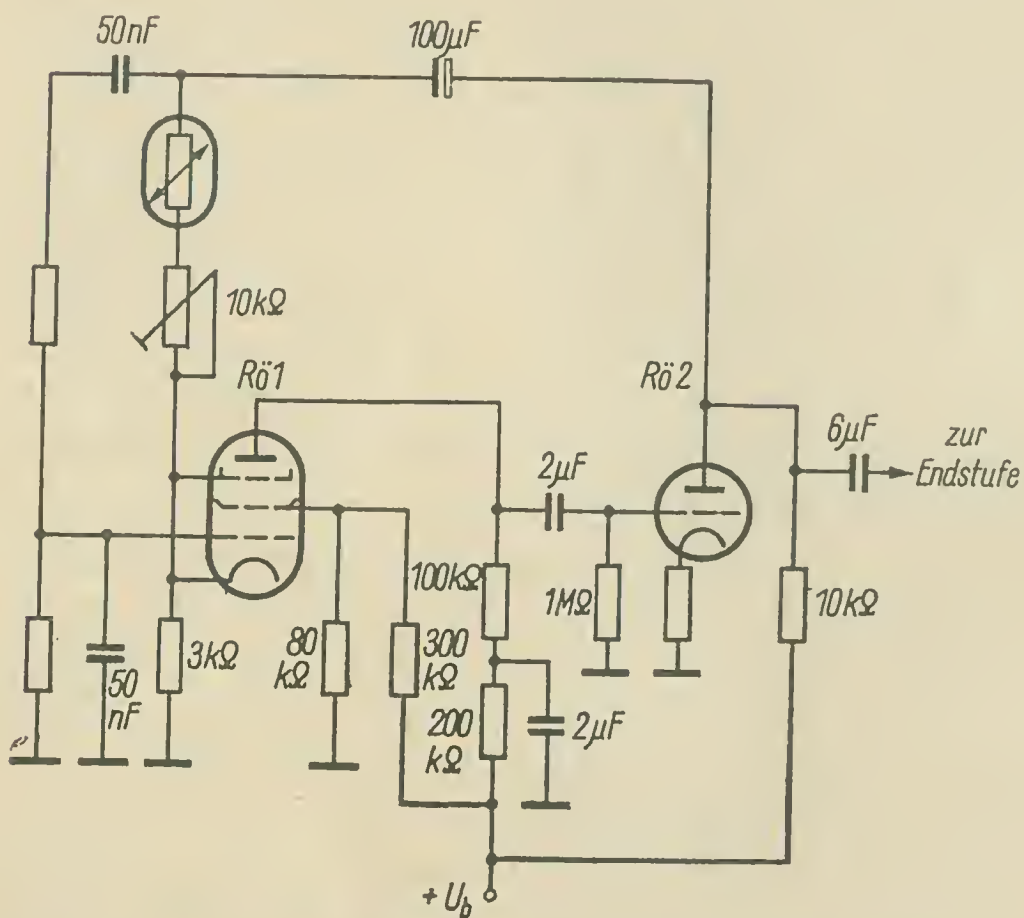 50nF
100µF
10kΩ
Rö1
Rö2
6µF
zur
Endstufe
2µF
100kΩ
1MΩ
10kΩ
3kΩ
80
kΩ
300
kΩ
50
nF
200
kΩ
2µF
+ Ub